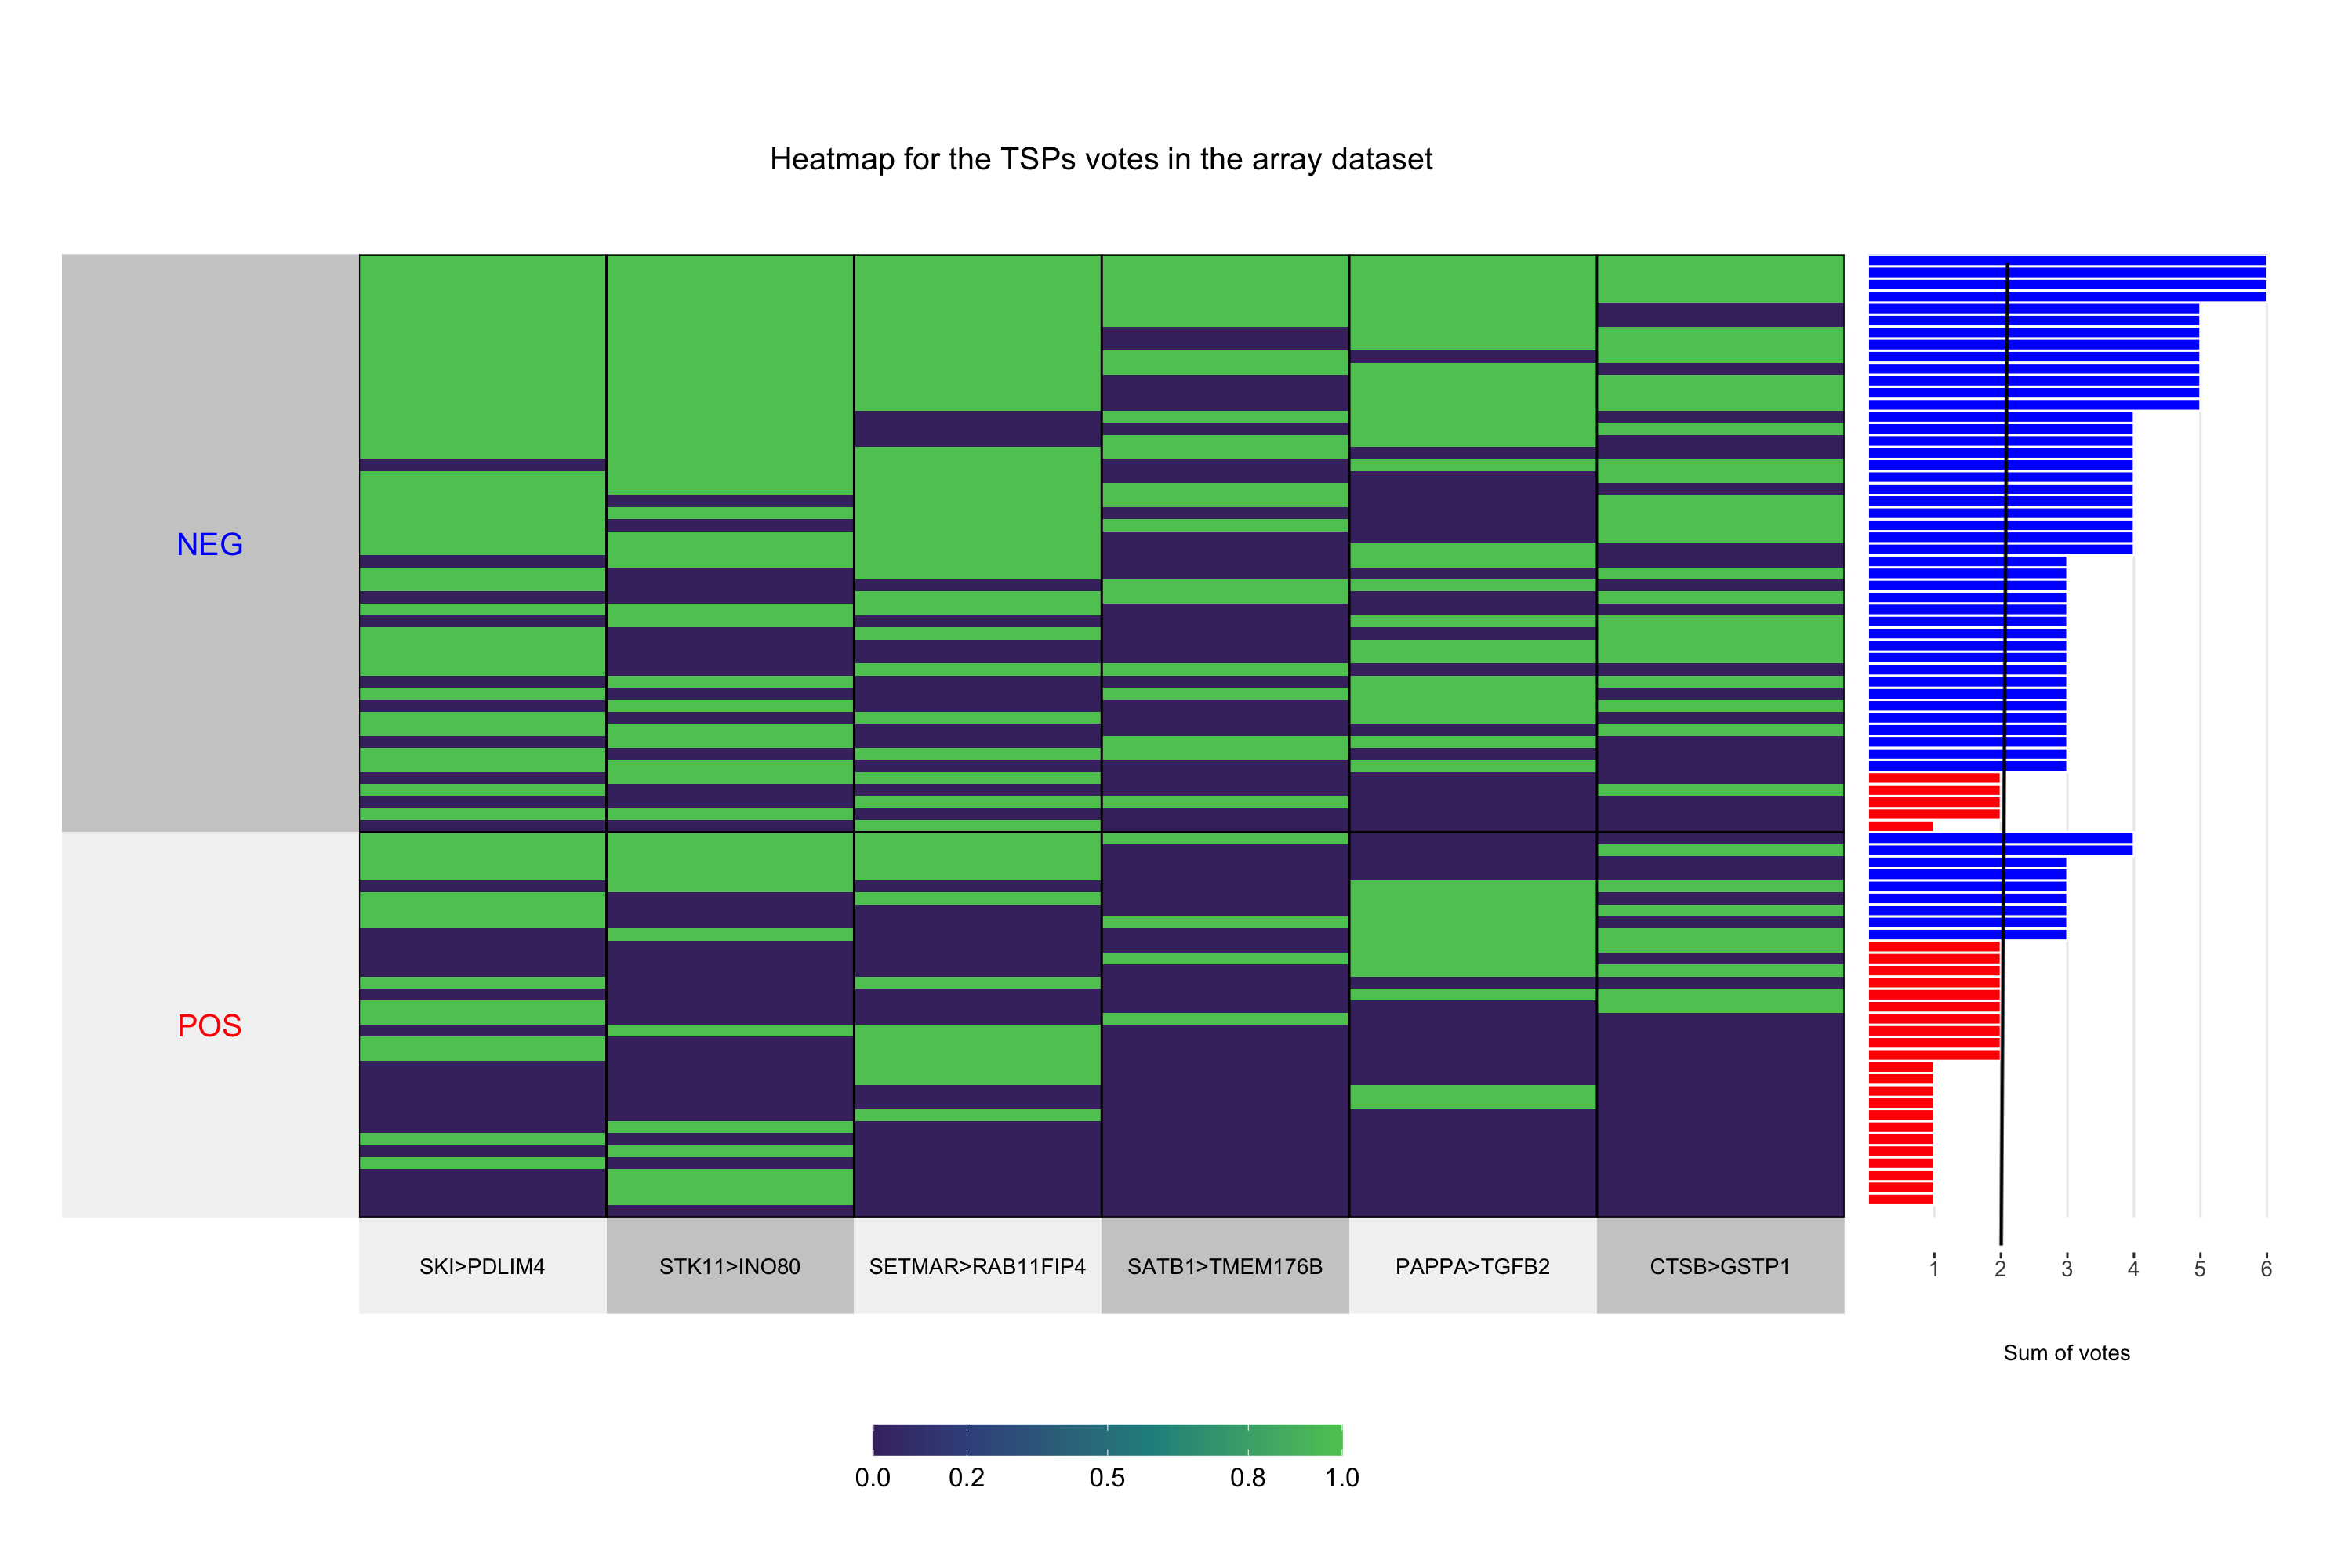 Heatmap for the TSPs votes in the array dataset
NEG
POS
SKI>PDLIM4 STK11>INO80 SETMAR>RAB11FIP4 SATB1>TMEM176B PAPPA>TGFB2 CTSB>GSTP1
1 2 3 4 5 6
Sum of votes
0.0 0.2 0.5 0.8 1.0